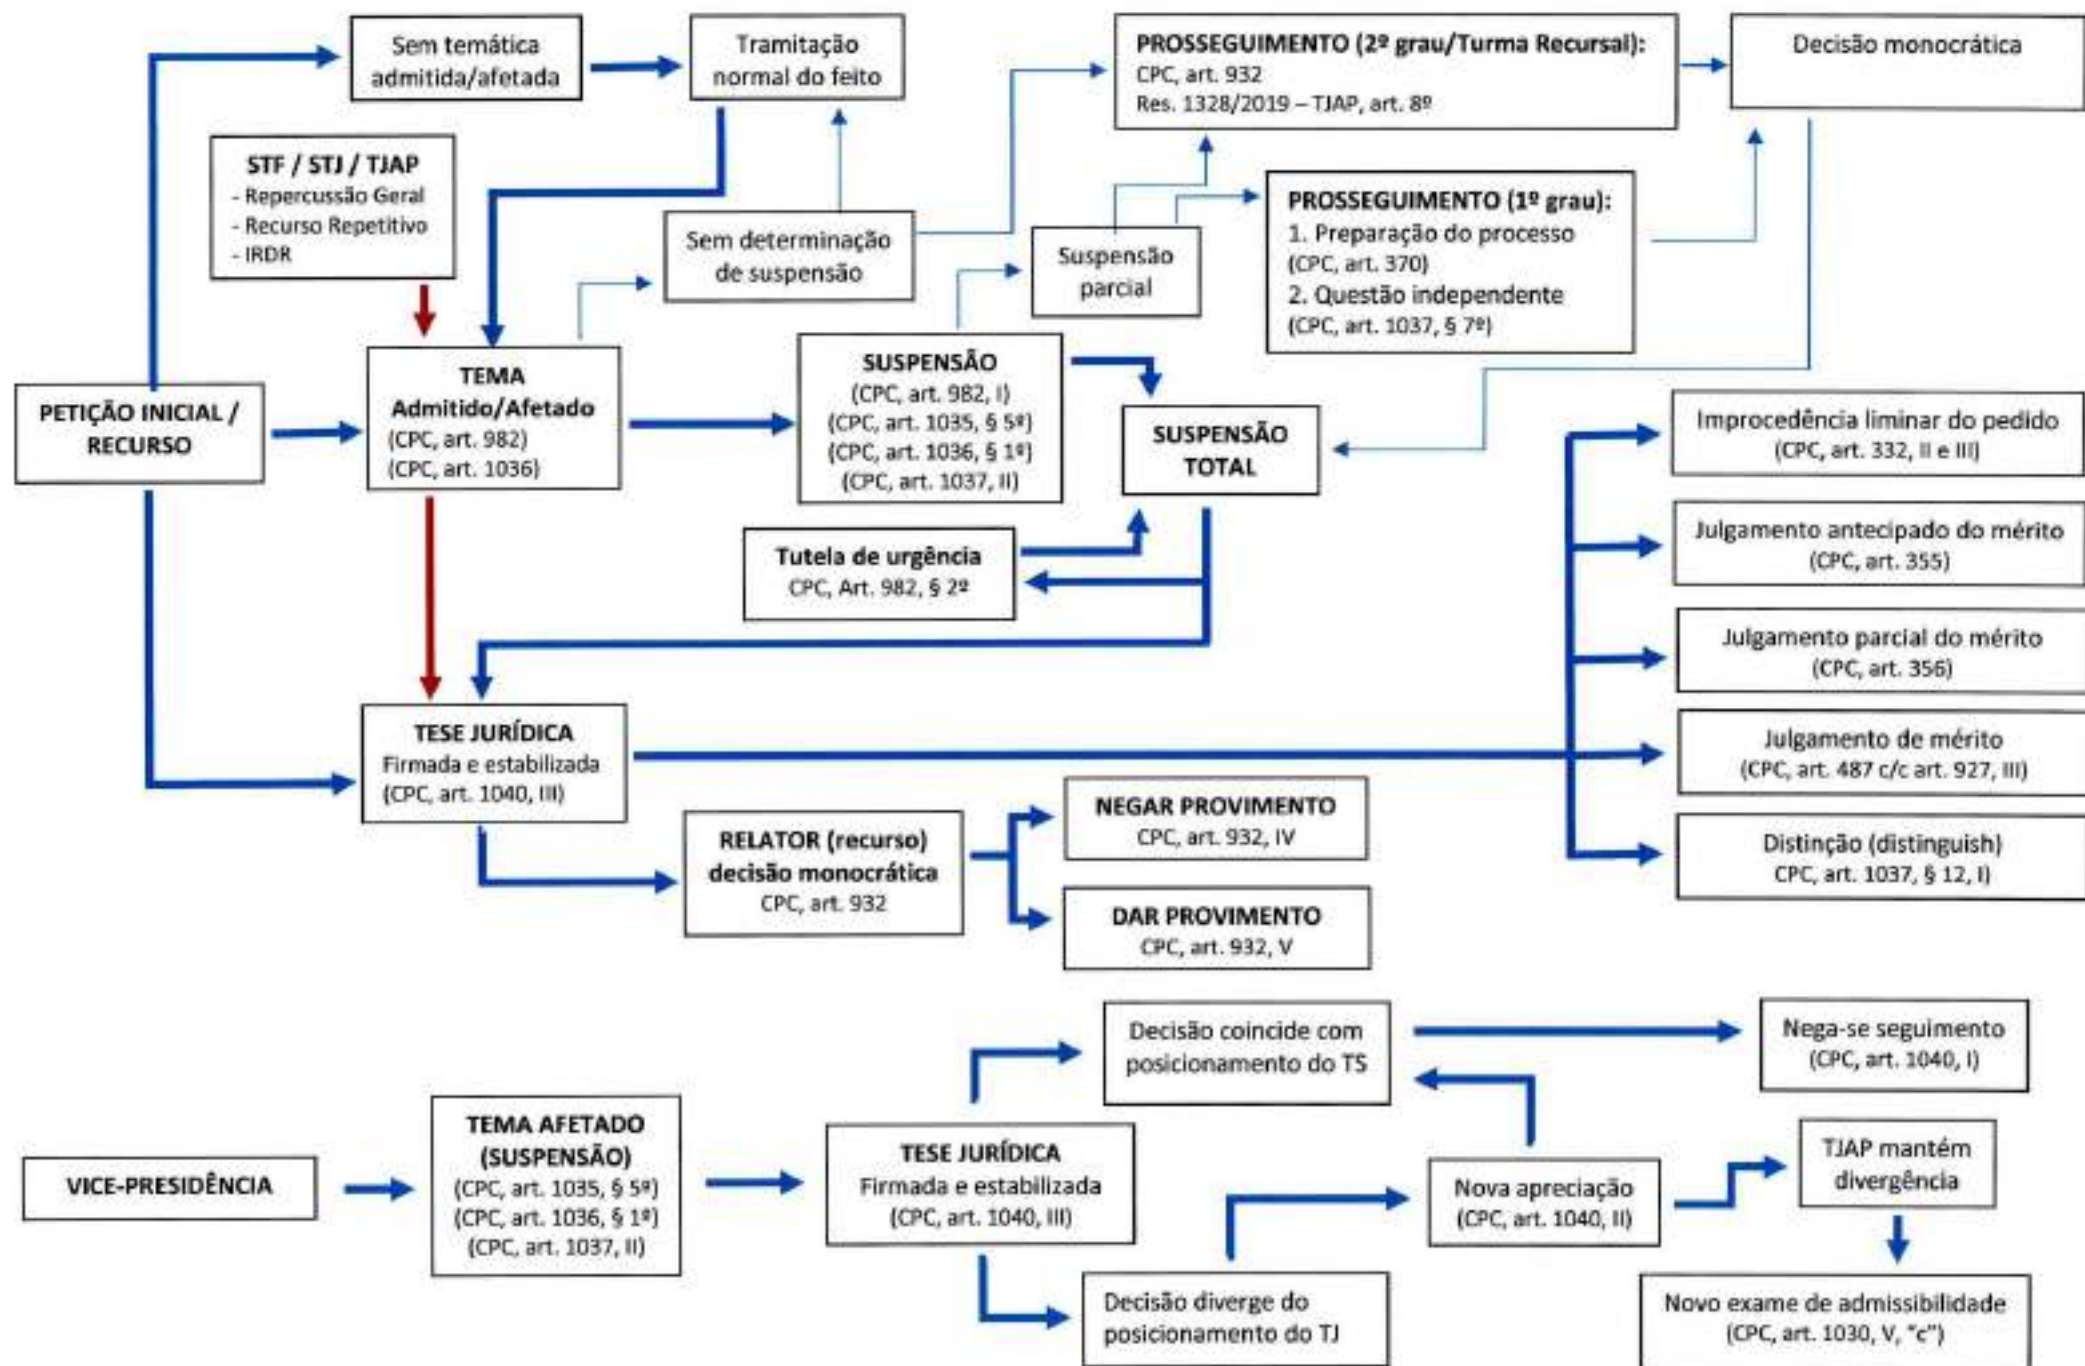 Sem temática
admitida/afetada
Tramitação
normal do feito
PROSSEGUIMENTO (2º grau/Turma Recursal):
CPC, art. 932
Res. 1328/2019 – TJAP, art. 8º
Decisão monocrática
STF / STJ / TJAP
- Repercussão Geral
- Recurso Repetitivo
- IRDR
Sem determinação
de suspensão
Suspensão
parcial
PROSSEGUIMENTO (1º grau):
1. Preparação do processo
(CPC, art. 370)
2. Questão independente
(CPC, art. 1037, § 7º)
PETIÇÃO INICIAL /
RECURSO
TEMA
Admitido/Afetado
(CPC, art. 982)
(CPC, art. 1036)
SUSPENSÃO
(CPC, art. 982, I)
(CPC, art. 1035, § 5º)
(CPC, art. 1036, § 1º)
(CPC, art. 1037, II)
SUSPENSÃO
TOTAL
Improcedência liminar do pedido
(CPC, art. 332, II e III)
Tutela de urgência
CPC, Art. 982, § 2º
Julgamento antecipado do mérito
(CPC, art. 355)
Julgamento parcial do mérito
(CPC, art. 356)
TESE JURÍDICA
Firmada e estabilizada
(CPC, art. 1040, III)
Julgamento de mérito
(CPC, art. 487 c/c art. 927, III)
RELATOR (recurso)
decisão monocrática
CPC, art. 932
NEGAR PROVIMENTO
CPC, art. 932, IV
DAR PROVIMENTO
CPC, art. 932, V
Distinção (distinguish)
CPC, art. 1037, § 12, I)
VICE-PRESIDÊNCIA
TEMA AFETADO
(SUSPENSÃO)
(CPC, art. 1035, § 5º)
(CPC, art. 1036, § 1º)
(CPC, art. 1037, II)
TESE JURÍDICA
Firmada e estabilizada
(CPC, art. 1040, III)
Decisão coincide com
posicionamento do TS
Nega-se seguimento
(CPC, art. 1040, I)
Decisão diverge do
posicionamento do TJ
Nova apreciação
(CPC, art. 1040, II)
TJAP mantém
divergência
Novo exame de admissibilidade
(CPC, art. 1030, V, "c")